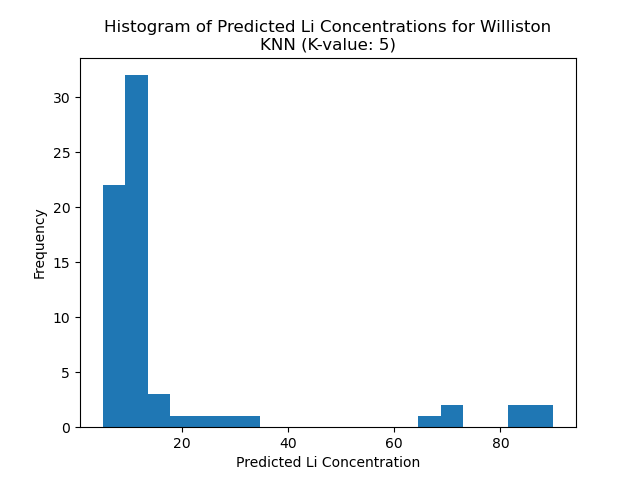 Histogram of Predicted Li Concentrations for Williston
KNN (K-value: 5)
30
25
20
15
10
5
0
Frequency
20 40 60 80
Predicted Li Concentration